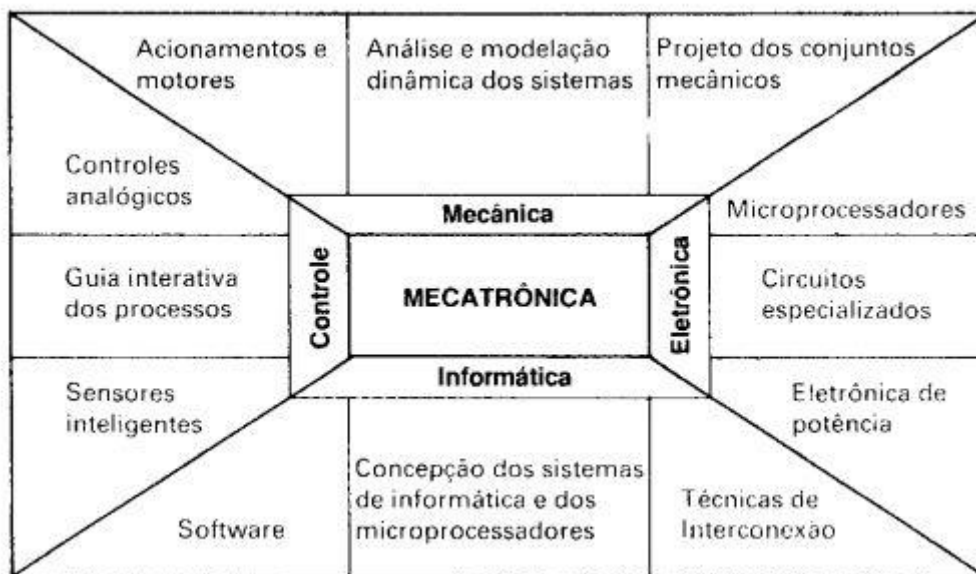 Acionamentos e
motores
Análise e modelação
dinâmica dos sistemas
Projeto dos conjuntos
mecânicos
Controles
analógicos
Mecânica
Microprocessadores
Guia interativa
dos processos
Controle
MECATRÔNICA
Eletrônica
Circuitos
especializados
Informática
Sensores
inteligentes
Eletrônica de
potência
Software
Concepção dos sistemas
de informática e dos
microprocessadores
Técnicas de
Interconexão